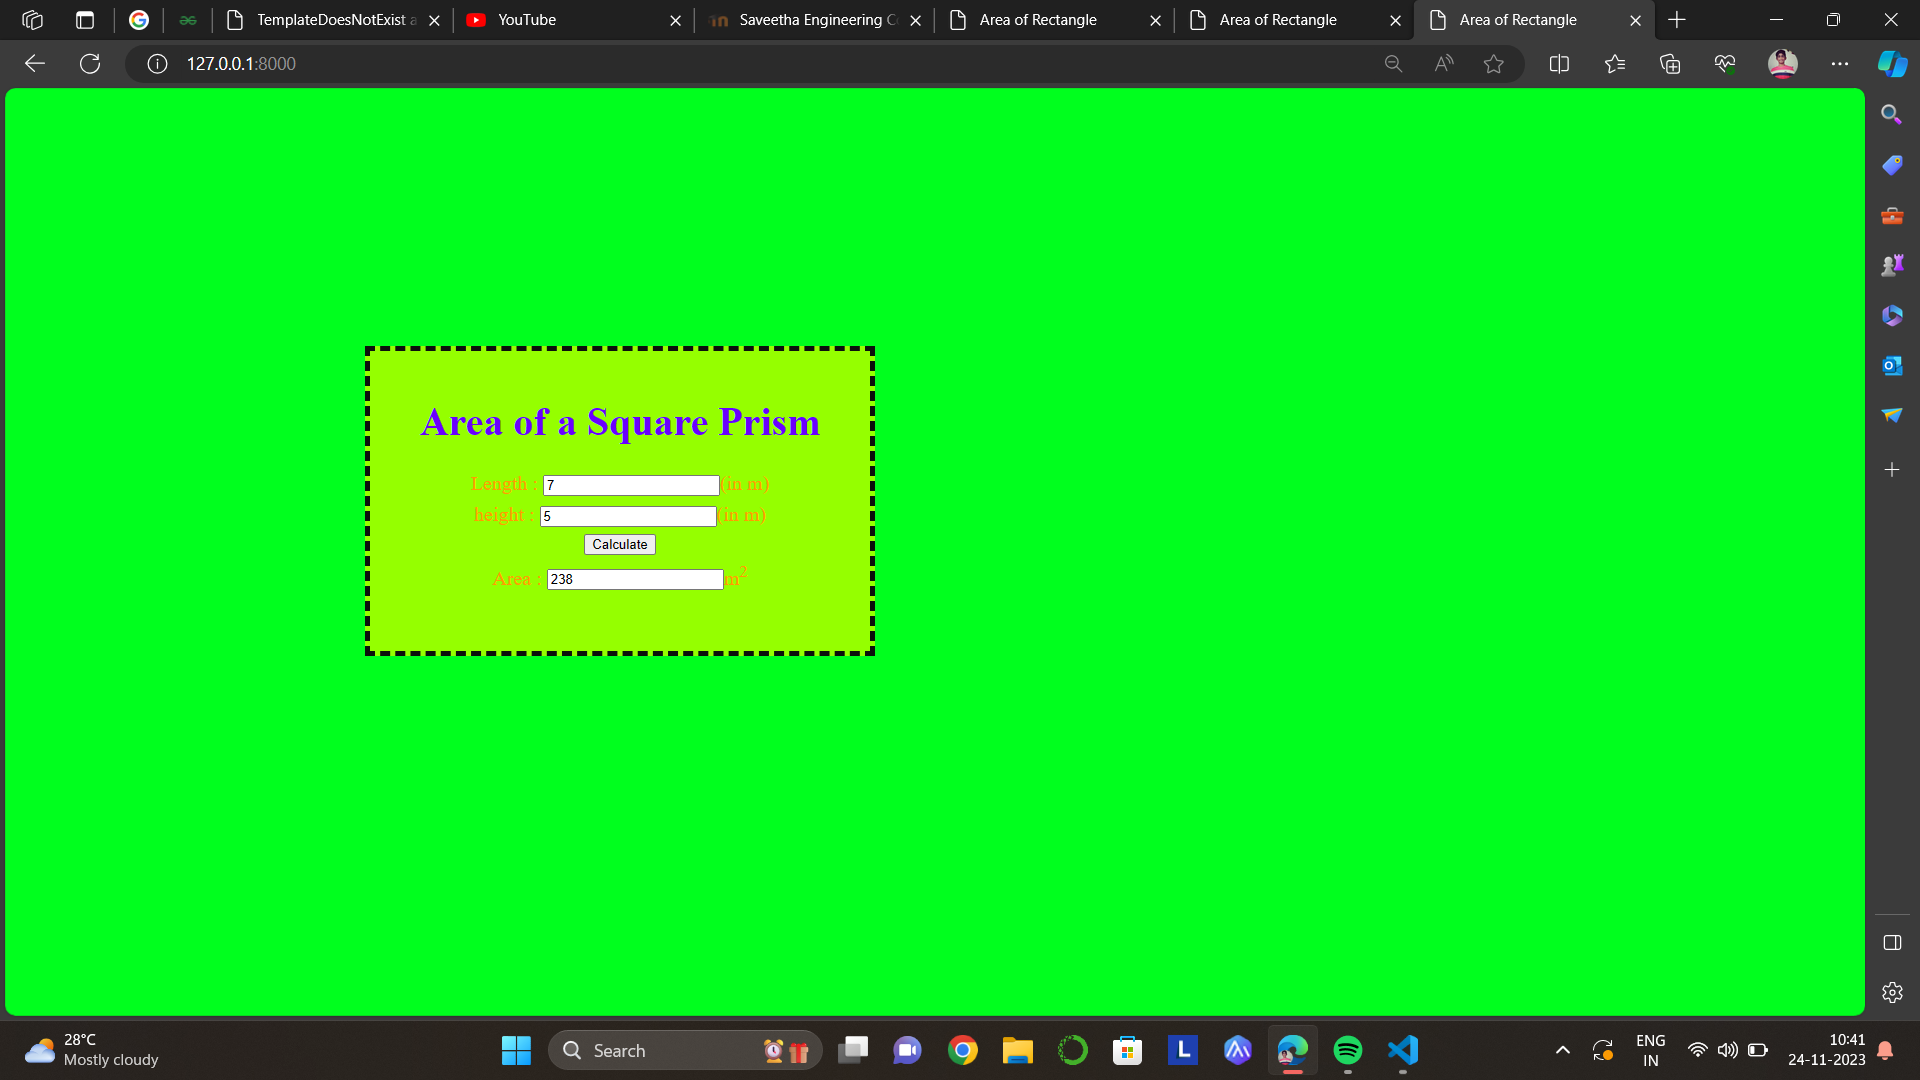 TemplateDoesNotExist a
YouTube
Saveetha Engineering C
Area of Rectangle
Area of Rectangle
Area of Rectangle
127.0.0.1:8000
Area of a Square Prism
Length : 7 (in m)
height : 5 (in m)
Calculate
Area : 238 m²
28°C
Mostly cloudy
Search
L
ENG
IN
10:41
24-11-2023